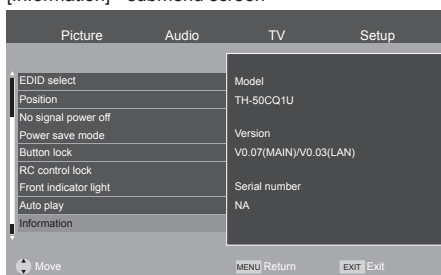 [Information] - submenu screen
Picture Audio TV Setup
EDID select
Position
No signal power off
Power save mode
Button lock
RC control lock
Front indicator light
Auto play
Information
Model
TH-50CQ1U
Version
V0.07(MAIN)/V0.03(LAN)
Serial number
NA
Move MENU Return EXIT Exit